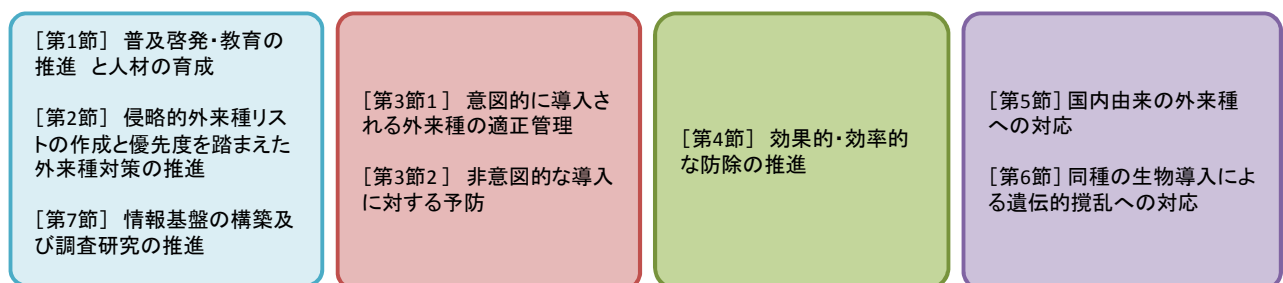 [第1節] 普及啓発・教育の
推進 と人材の育成
[第2節] 侵略的外来種リス
トの作成と優先度を踏まえた
外来種対策の推進
[第7節] 情報基盤の構築及
び調査研究の推進
[第3節1] 意図的に導入さ
れる外来種の適正管理
[第3節2] 非意図的な導入
に対する予防
[第4節] 効果的・効率的
な防除の推進
[第5節]国内由来の外来種
への対応
[第6節]同種の生物導入によ
る遺伝的撹乱への対応